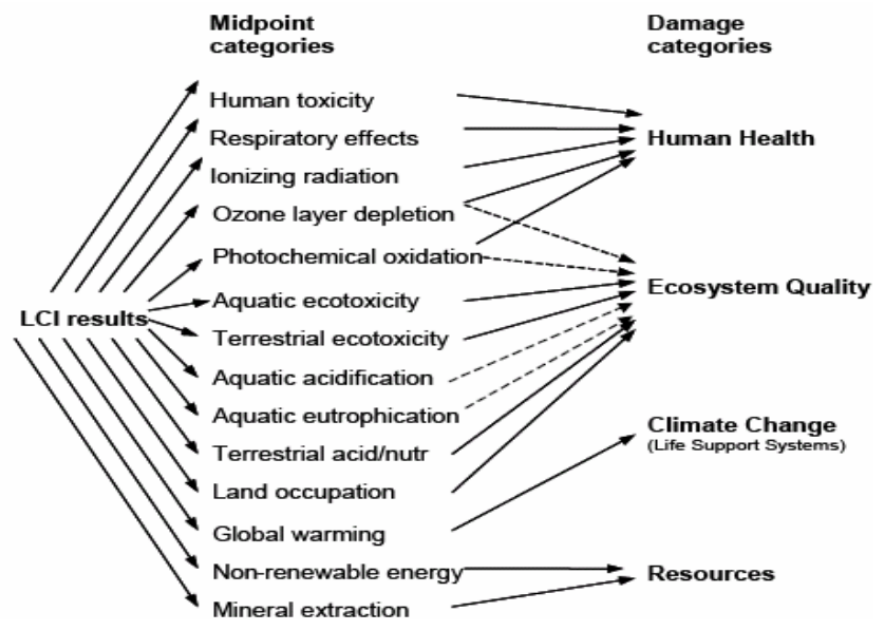 Midpoint
categories
Damage
categories
Human toxicity
Respiratory effects
Human Health
Ionizing radiation
Ozone layer depletion
Photochemical oxidation
Ecosystem Quality
Aquatic ecotoxicity
LCI results
Terrestrial ecotoxicity
Aquatic acidification
Aquatic eutrophication
Climate Change
(Life Support Systems)
Terrestrial acid/nutr
Land occupation
Global warming
Non-renewable energy
Resources
Mineral extraction